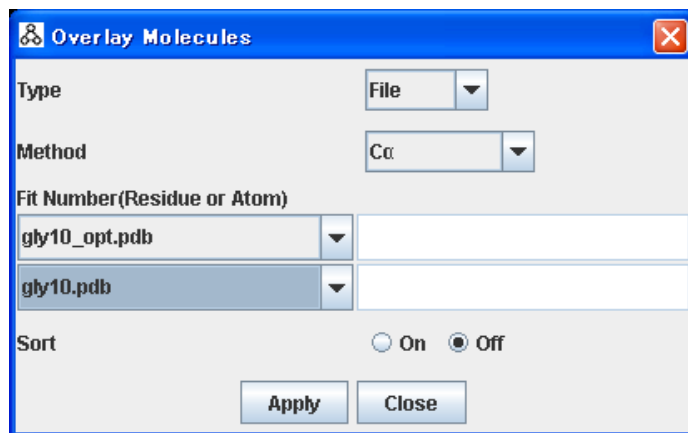 Overlay Molecules
Type File
Method Cα
Fit Number(Residue or Atom)
gly10_opt.pdb
gly10.pdb
Sort On Off
Apply Close